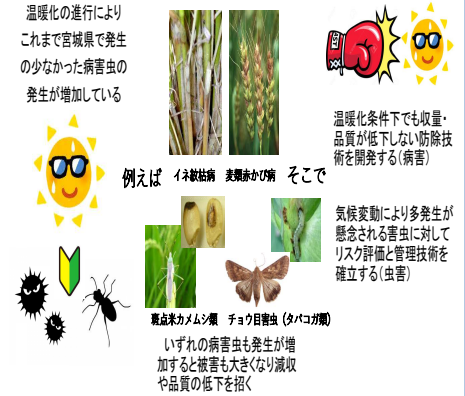 温暖化の進行により
これまで宮城県で発生
の少なかった病害虫の
発生が増加している
例えば
イネ紋枯病
麦類赤かび病
そこで
温暖化条件下でも収量・
品質が低下しない防除技
術を開発する(病害)
気候変動により多発生が
懸念される害虫に対して
リスク評価と管理技術を
確立する(虫害)
斑点米カメムシ類
チョウ目害虫(タバコガ類)
いずれの病害虫も発生が増
加すると被害も大きくなり減収
や品質の低下を招く